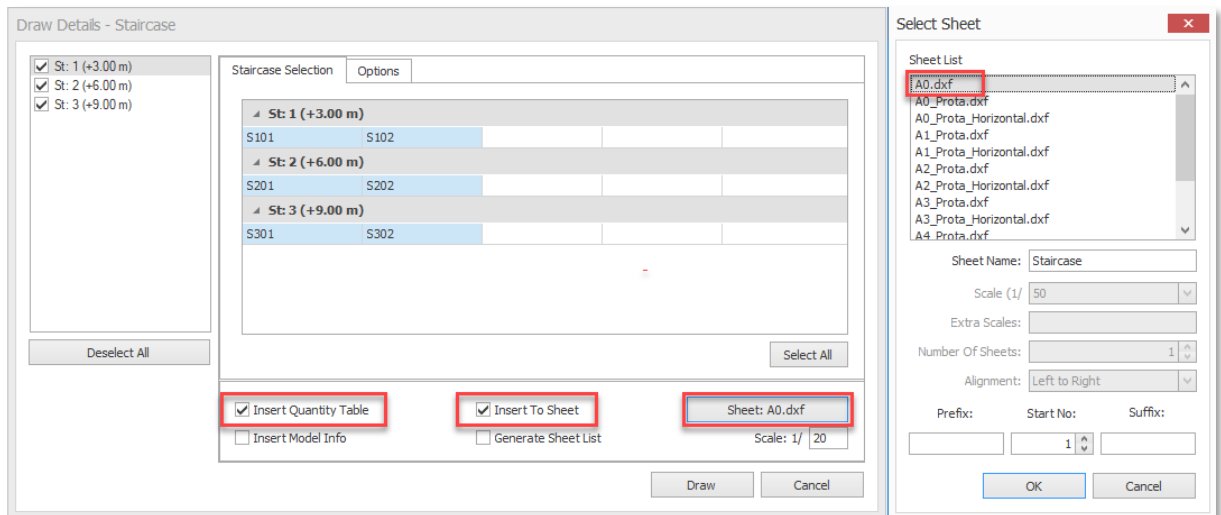 Draw Details - Staircase
St: 1 (+3.00 m)
St: 2 (+6.00 m)
St: 3 (+9.00 m)
Deselect All
Staircase Selection Options
St: 1 (+3.00 m)
S101 S102
St: 2 (+6.00 m)
S201 S202
St: 3 (+9.00 m)
S301 S302
Select All
Insert Quantity Table Insert To Sheet Sheet: A0.dxf
Insert Model Info Generate Sheet List Scale: 1/ 20
Draw Cancel
Select Sheet
Sheet List
A0.dxf
A0_Prota.dxf
A0_Prota_Horizontal.dxf
A1_Prota.dxf
A1_Prota_Horizontal.dxf
A2_Prota.dxf
A2_Prota_Horizontal.dxf
A3_Prota.dxf
A3_Prota_Horizontal.dxf
A4_Prota.dxf
Sheet Name: Staircase
Scale (1/ 50
Extra Scales:
Number Of Sheets: 1
Alignment: Left to Right
Prefix: Start No: Suffix:
1
OK Cancel